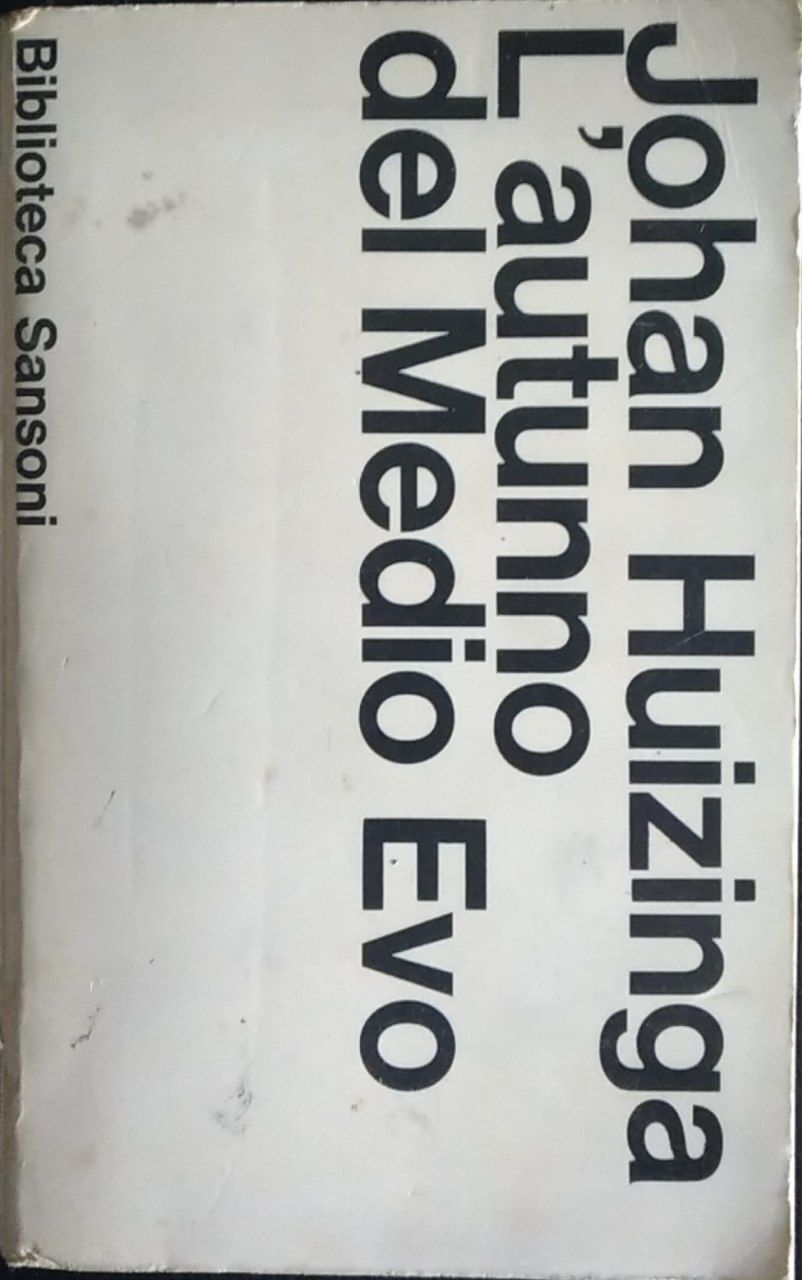 Johan Huizinga
L'autunno
del Medio Evo
Biblioteca Sansoni